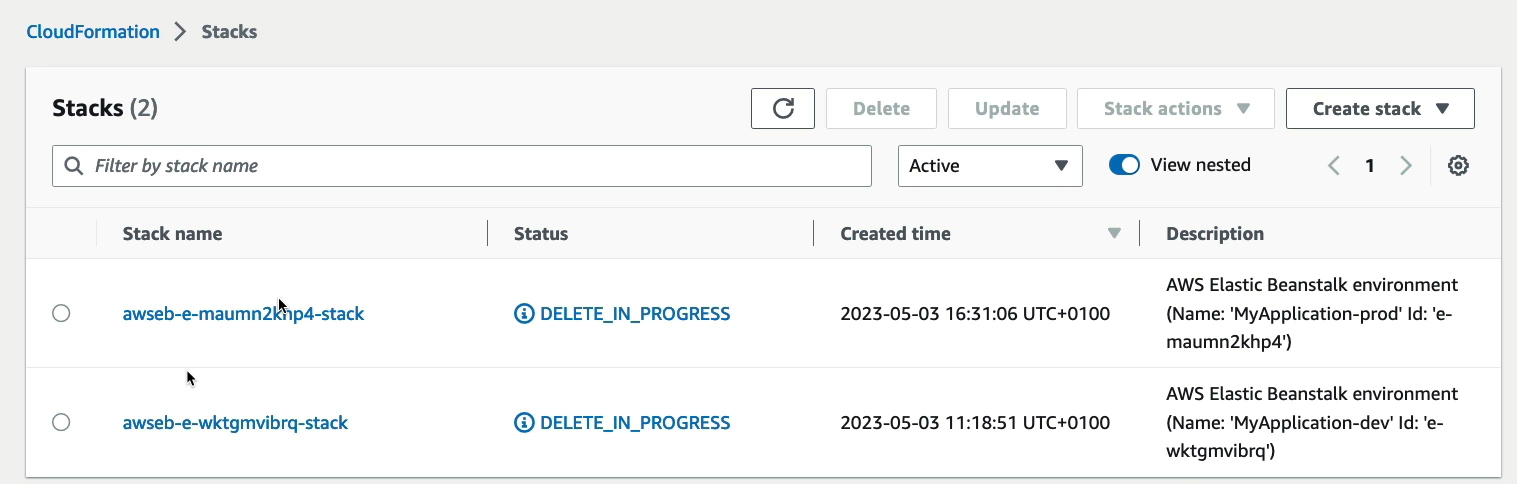 CloudFormation > Stacks
Stacks (2)
Delete
Update
Stack actions
Create stack
Filter by stack name
Active
View nested
1
Stack name
Status
Created time
Description
awseb-e-maumn2khp4-stack
DELETE_IN_PROGRESS
2023-05-03 16:31:06 UTC+0100
AWS Elastic Beanstalk environment
(Name: 'MyApplication-prod' Id: 'e-
maumn2khp4')
awseb-e-wktgmvibrq-stack
DELETE_IN_PROGRESS
2023-05-03 11:18:51 UTC+0100
AWS Elastic Beanstalk environment
(Name: 'MyApplication-dev' Id: 'e-
wktgmvibrq')